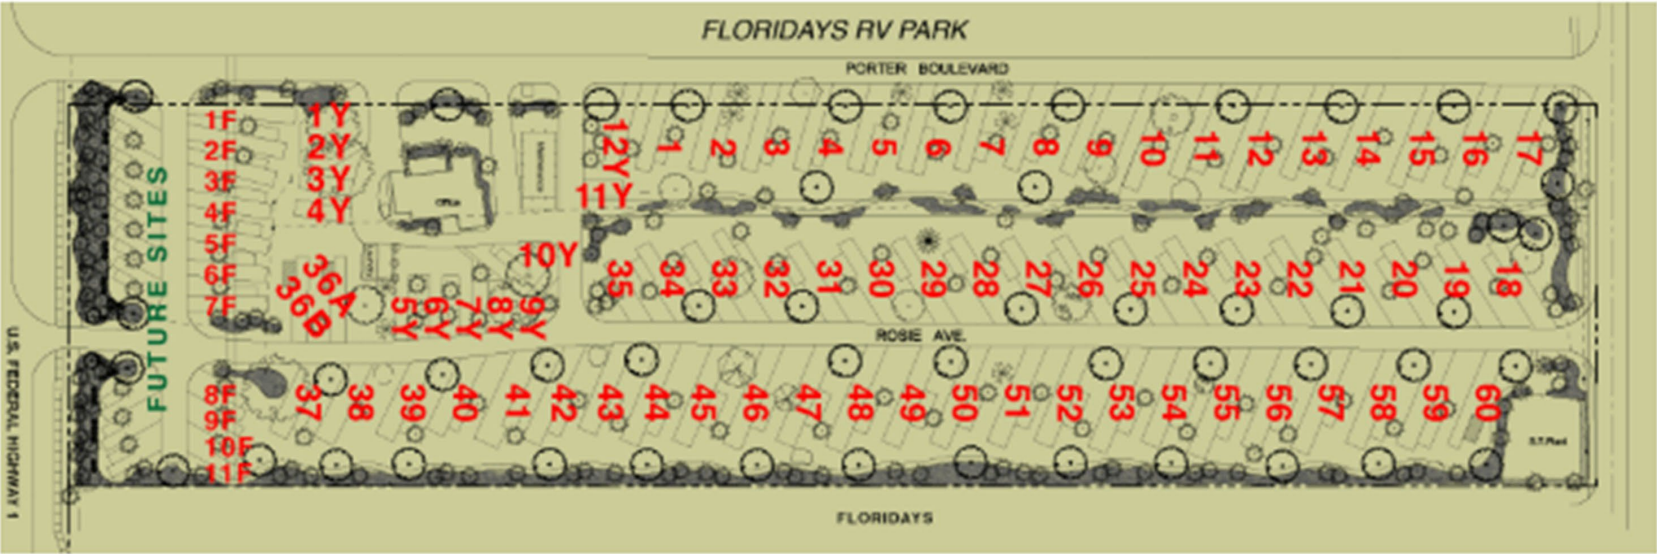 FLORIDAYS RV PARK
PORTER BOULEVARD
1F 1Y
2F 2Y
3F 3Y
4F 4Y
5F
6F
7F
36A
36B
5Y 6Y 7Y 8Y 9Y
10Y
11Y
12Y 1 2 3 4 5 6 7 8 9 10 11 12 13 14 15 16 17
35 34 33 32 31 30 29 28 27 26 25 24 23 22 21 20 19 18
FUTURE SITES
ROSIE AVE.
8F
9F
10F
11F
37 38 39 40 41 42 43 44 45 46 47 48 49 50 51 52 53 54 55 56 57 58 59 60
U.S. FEDERAL HIGHWAY 1
FLORIDAYS